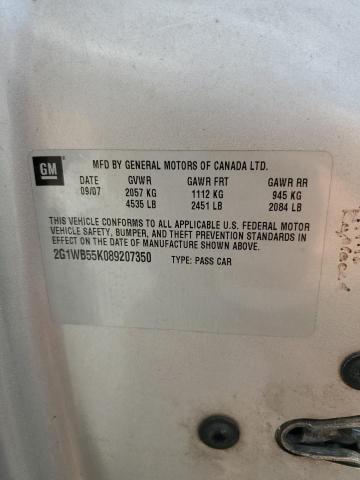 GM
MFD BY GENERAL MOTORS OF CANADA LTD.
DATE GVWR GAWR FRT GAWR RR
09/07 2057 KG 1112 KG 945 KG
4535 LB 2451 LB 2084 LB
THIS VEHICLE CONFORMS TO ALL APPLICABLE U.S. FEDERAL MOTOR
VEHICLE SAFETY, BUMPER, AND THEFT PREVENTION STANDARDS IN
EFFECT ON THE DATE OF MANUFACTURE SHOWN ABOVE.
2G1WB55K089207350 TYPE: PASS CAR